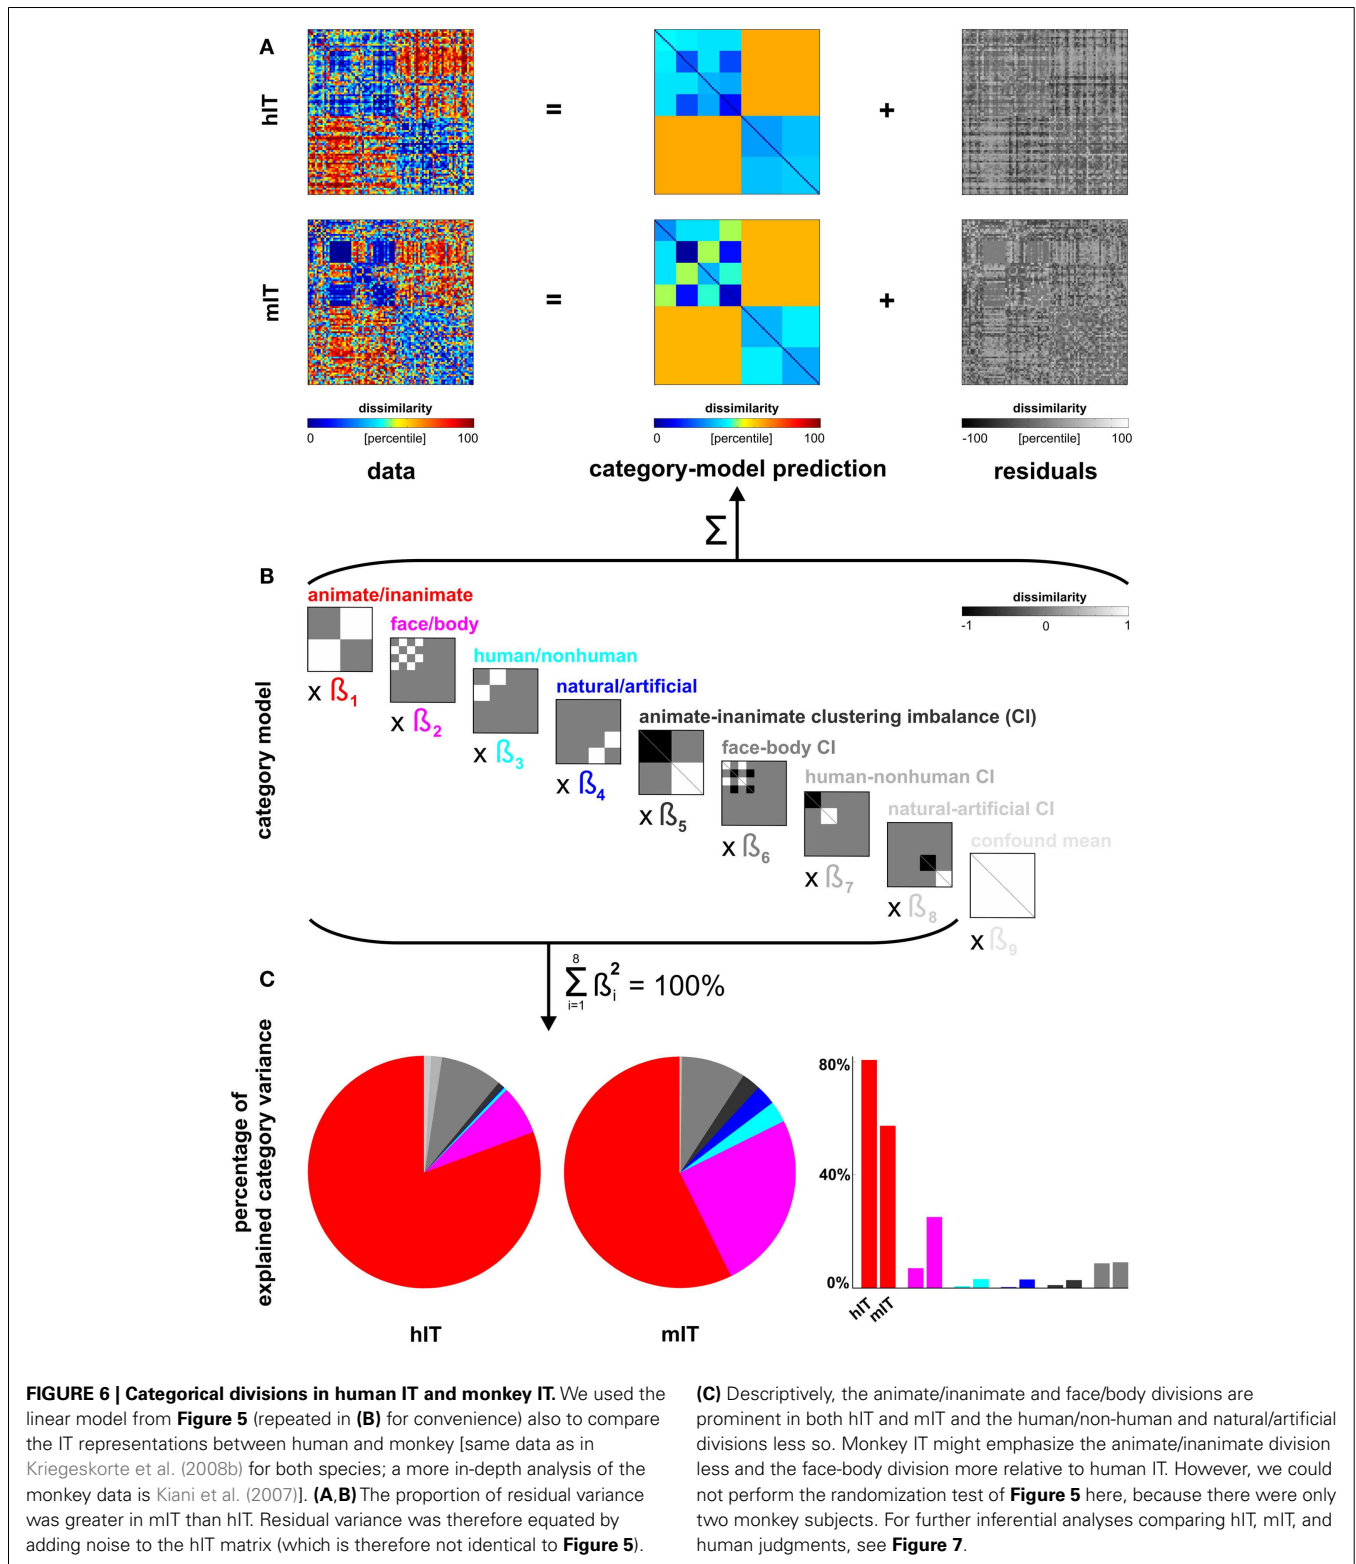 A
hIT
=
+
mIT
=
+
dissimilarity
0 [percentile] 100
data
dissimilarity
0 [percentile] 100
category-model prediction
dissimilarity
-100 [percentile] 100
residuals
Σ
B
category model
animate/inanimate
x ß1
face/body
x ß2
human/nonhuman
x ß3
natural/artificial
x ß4
animate-inanimate clustering imbalance (CI)
x ß5
face-body CI
x ß6
human-nonhuman CI
x ß7
natural-artificial CI
x ß8
confound mean
x ß9
dissimilarity
-1 0 1
C
8
Σ ßi² = 100%
i=1
percentage of
explained category variance
hIT
mIT
80%
40%
0%
hIT
mIT
FIGURE 6 | Categorical divisions in human IT and monkey IT. We used the
linear model from Figure 5 (repeated in (B) for convenience) also to compare
the IT representations between human and monkey [same data as in
Kriegeskorte et al. (2008b) for both species; a more in-depth analysis of the
monkey data is Kiani et al. (2007)]. (A,B) The proportion of residual variance
was greater in mIT than hIT. Residual variance was therefore equated by
adding noise to the hIT matrix (which is therefore not identical to Figure 5).
(C) Descriptively, the animate/inanimate and face/body divisions are
prominent in both hIT and mIT and the human/non-human and natural/artificial
divisions less so. Monkey IT might emphasize the animate/inanimate division
less and the face-body division more relative to human IT. However, we could
not perform the randomization test of Figure 5 here, because there were only
two monkey subjects. For further inferential analyses comparing hIT, mIT, and
human judgments, see Figure 7.